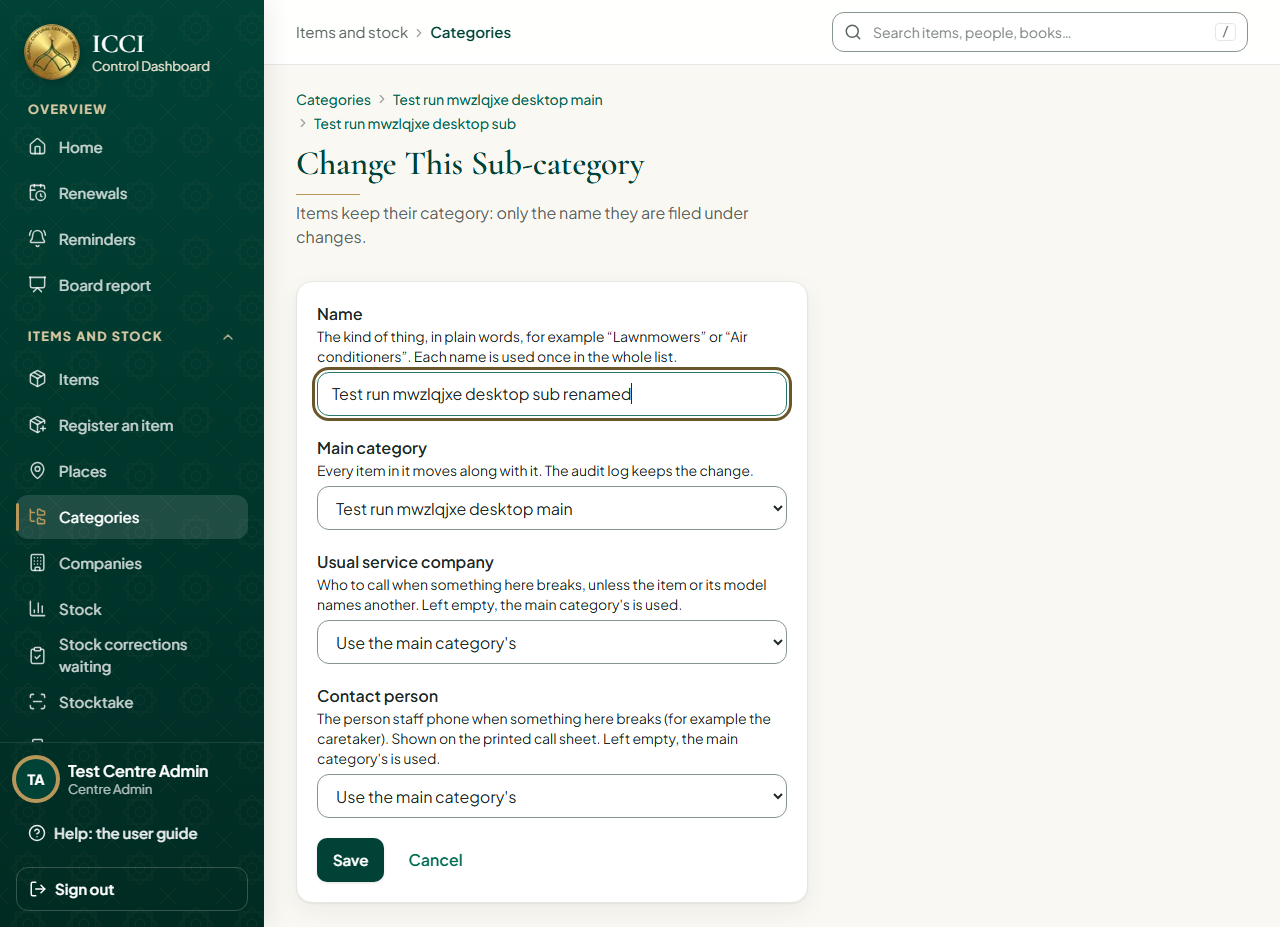 ICCI
Control Dashboard
OVERVIEW
Home
Renewals
Reminders
Board report
ITEMS AND STOCK
Items
Register an item
Places
Categories
Companies
Stock
Stock corrections
waiting
Stocktake
TA
Test Centre Admin
Centre Admin
Help: the user guide
Sign out
Items and stock › Categories
Search items, people, books…
/
Categories › Test run mwzlqjxe desktop main
› Test run mwzlqjxe desktop sub
Change This Sub-category
Items keep their category: only the name they are filed under
changes.
Name
The kind of thing, in plain words, for example “Lawnmowers” or “Air
conditioners”. Each name is used once in the whole list.
Test run mwzlqjxe desktop sub renamed
Main category
Every item in it moves along with it. The audit log keeps the change.
Test run mwzlqjxe desktop main
Usual service company
Who to call when something here breaks, unless the item or its model
names another. Left empty, the main category's is used.
Use the main category's
Contact person
The person staff phone when something here breaks (for example the
caretaker). Shown on the printed call sheet. Left empty, the main
category's is used.
Use the main category's
Save
Cancel